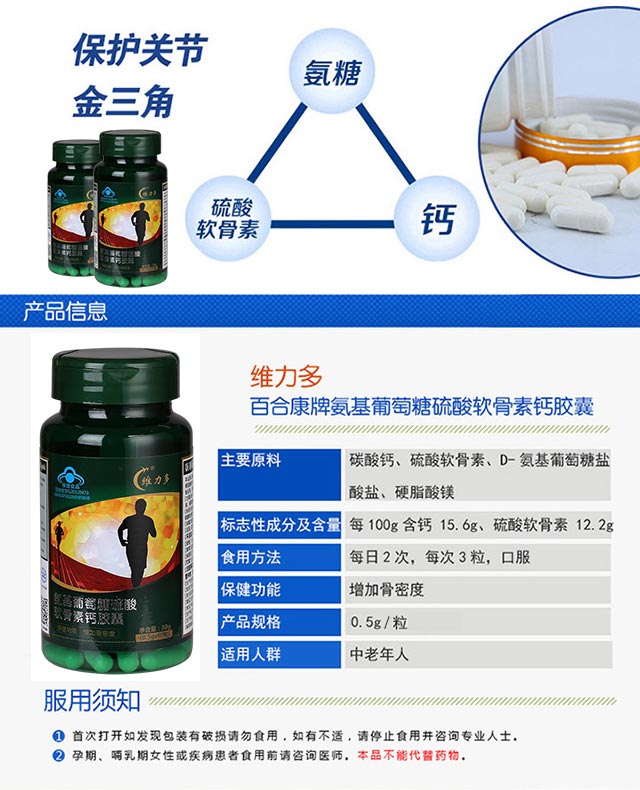 保护关节
金三角
氨糖
硫酸
软骨素
钙
产品信息
维力多
百合康牌氨基葡萄糖硫酸软骨素钙胶囊
主要原料
碳酸钙、硫酸软骨素、D-氨基葡萄糖盐
酸盐、硬脂酸镁
标志性成分及含量
每100g含钙 15.6g、硫酸软骨素 12.2g
食用方法
每日2次，每次3粒，口服
保健功能
增加骨密度
产品规格
0.5g/粒
适用人群
中老年人
维力多
氨基葡萄糖硫酸
软骨素钙胶囊
服用须知
1 首次打开如发现包装有破损请勿食用，如有不适，请停止食用并咨询专业人士。
2 孕期、哺乳期女性或疾病患者食用前请咨询医师。本品不能代替药物。